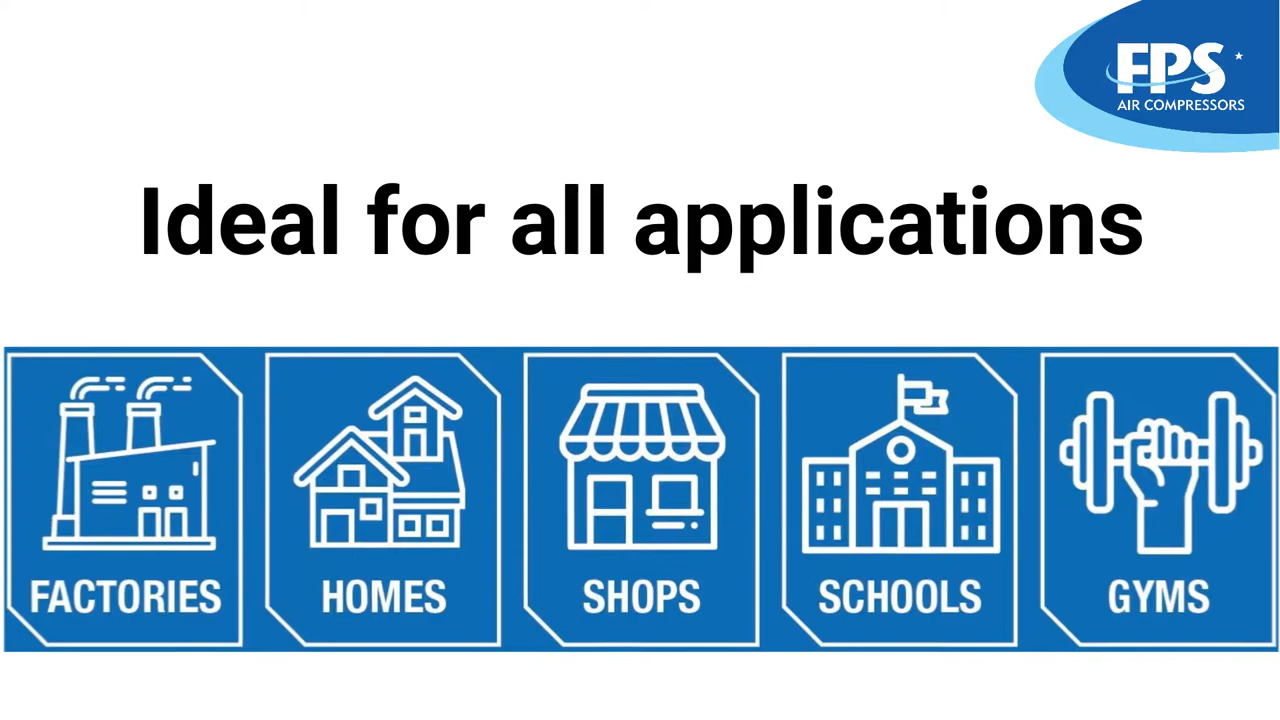 FPS
AIR COMPRESSORS
Ideal for all applications
FACTORIES
HOMES
SHOPS
SCHOOLS
GYMS